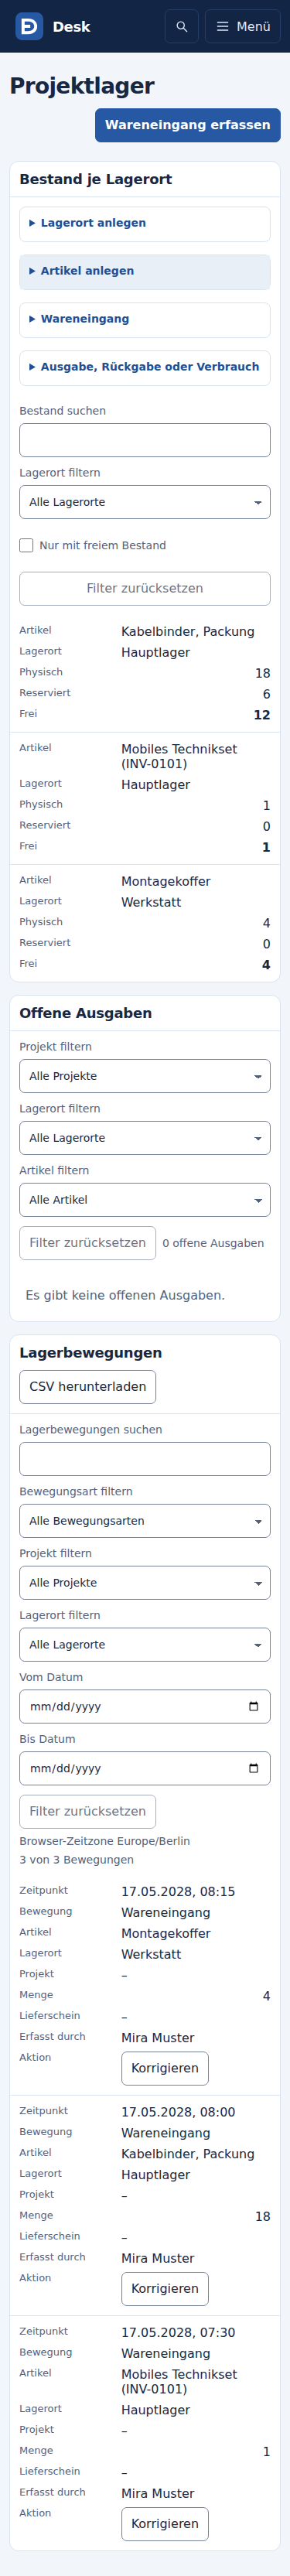 Desk
Menü
Projektlager
Wareneingang erfassen
Bestand je Lagerort
Lagerort anlegen
Artikel anlegen
Wareneingang
Ausgabe, Rückgabe oder Verbrauch
Bestand suchen
Lagerort filtern
Alle Lagerorte
Nur mit freiem Bestand
Filter zurücksetzen
Artikel Kabelbinder, Packung
Lagerort Hauptlager
Physisch 18
Reserviert 6
Frei 12
Artikel Mobiles Technikset
(INV-0101)
Lagerort Hauptlager
Physisch 1
Reserviert 0
Frei 1
Artikel Montagekoffer
Lagerort Werkstatt
Physisch 4
Reserviert 0
Frei 4
Offene Ausgaben
Projekt filtern
Alle Projekte
Lagerort filtern
Alle Lagerorte
Artikel filtern
Alle Artikel
Filter zurücksetzen 0 offene Ausgaben
Es gibt keine offenen Ausgaben.
Lagerbewegungen
CSV herunterladen
Lagerbewegungen suchen
Bewegungsart filtern
Alle Bewegungsarten
Projekt filtern
Alle Projekte
Lagerort filtern
Alle Lagerorte
Vom Datum
mm/dd/yyyy
Bis Datum
mm/dd/yyyy
Filter zurücksetzen
Browser-Zeitzone Europe/Berlin
3 von 3 Bewegungen
Zeitpunkt 17.05.2028, 08:15
Bewegung Wareneingang
Artikel Montagekoffer
Lagerort Werkstatt
Projekt –
Menge 4
Lieferschein –
Erfasst durch Mira Muster
Aktion Korrigieren
Zeitpunkt 17.05.2028, 08:00
Bewegung Wareneingang
Artikel Kabelbinder, Packung
Lagerort Hauptlager
Projekt –
Menge 18
Lieferschein –
Erfasst durch Mira Muster
Aktion Korrigieren
Zeitpunkt 17.05.2028, 07:30
Bewegung Wareneingang
Artikel Mobiles Technikset
(INV-0101)
Lagerort Hauptlager
Projekt –
Menge 1
Lieferschein –
Erfasst durch Mira Muster
Aktion Korrigieren